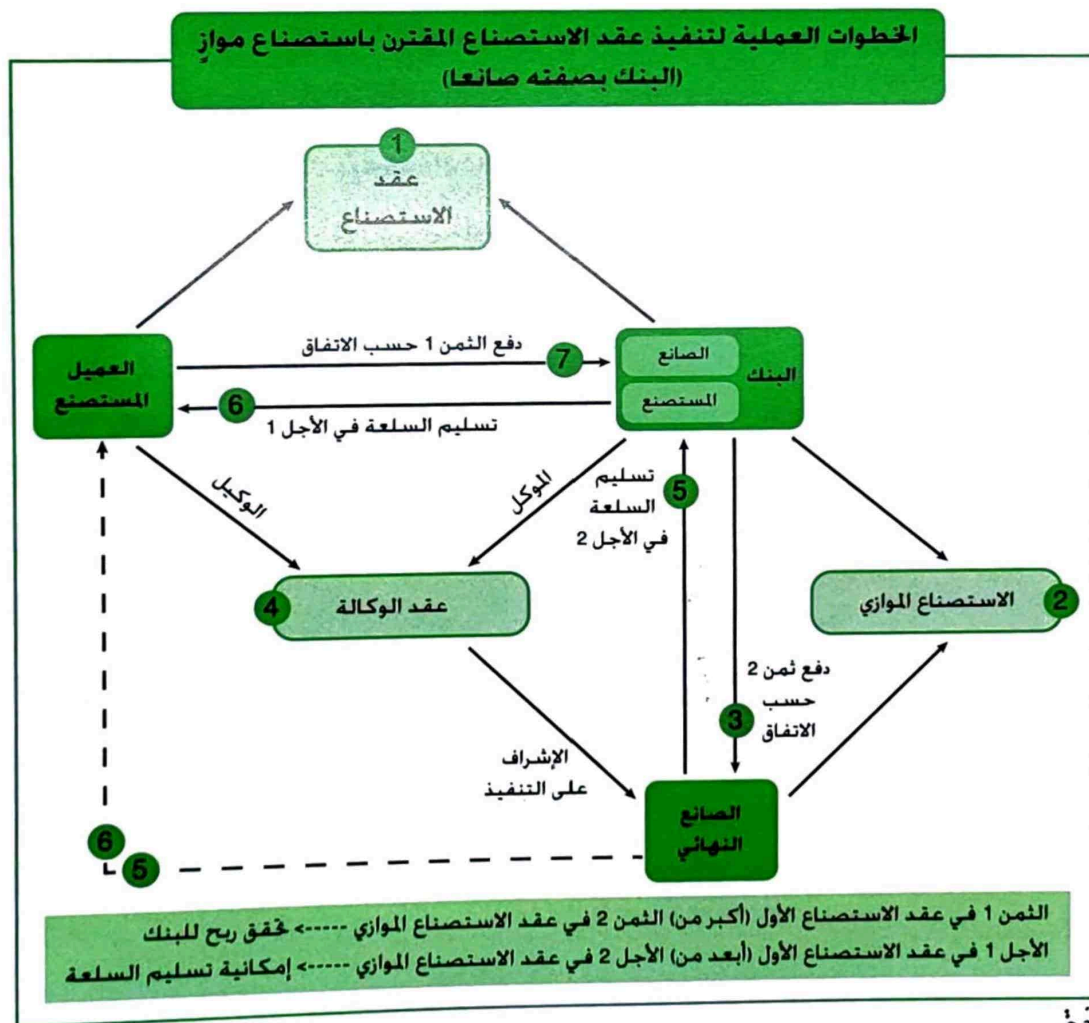 الخطوات العملية لتنفيذ عقد الاستصناع المقترن باستصناع موازٍ
(البنك بصفته صانعا)
1
عقد
الاستصناع
العميل
المستصنع
دفع الثمن 1 حسب الاتفاق
7
البنك
الصانع
المستصنع
6
تسليم السلعة في الأجل 1
الوكيل
الموكل
5
تسليم
السلعة
في الأجل 2
4
عقد الوكالة
الاستصناع الموازي
2
دفع ثمن 2
حسب
الاتفاق
3
الإشراف
على التنفيذ
الصانع
النهائي
6
5
الثمن 1 في عقد الاستصناع الأول (أكبر من) الثمن 2 في عقد الاستصناع الموازي -----> تحقق ربح للبنك
الأجل 1 في عقد الاستصناع الأول (أبعد من) الأجل 2 في عقد الاستصناع الموازي -----> إمكانية تسليم السلعة